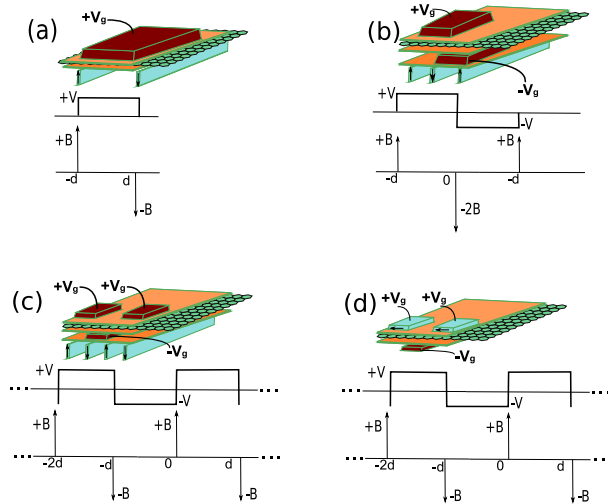 (a)
+Vg
+V
+B
-d
d
-B
(b)
+Vg
-Vg
+V
-V
+B
+B
-d
0
-d
-2B
(c)
+Vg
+Vg
-Vg
+V
-V
+B
+B
-2d
-d
0
d
-B
-B
(d)
+Vg
+Vg
-Vg
+V
-V
+B
+B
-2d
-d
0
d
-B
-B